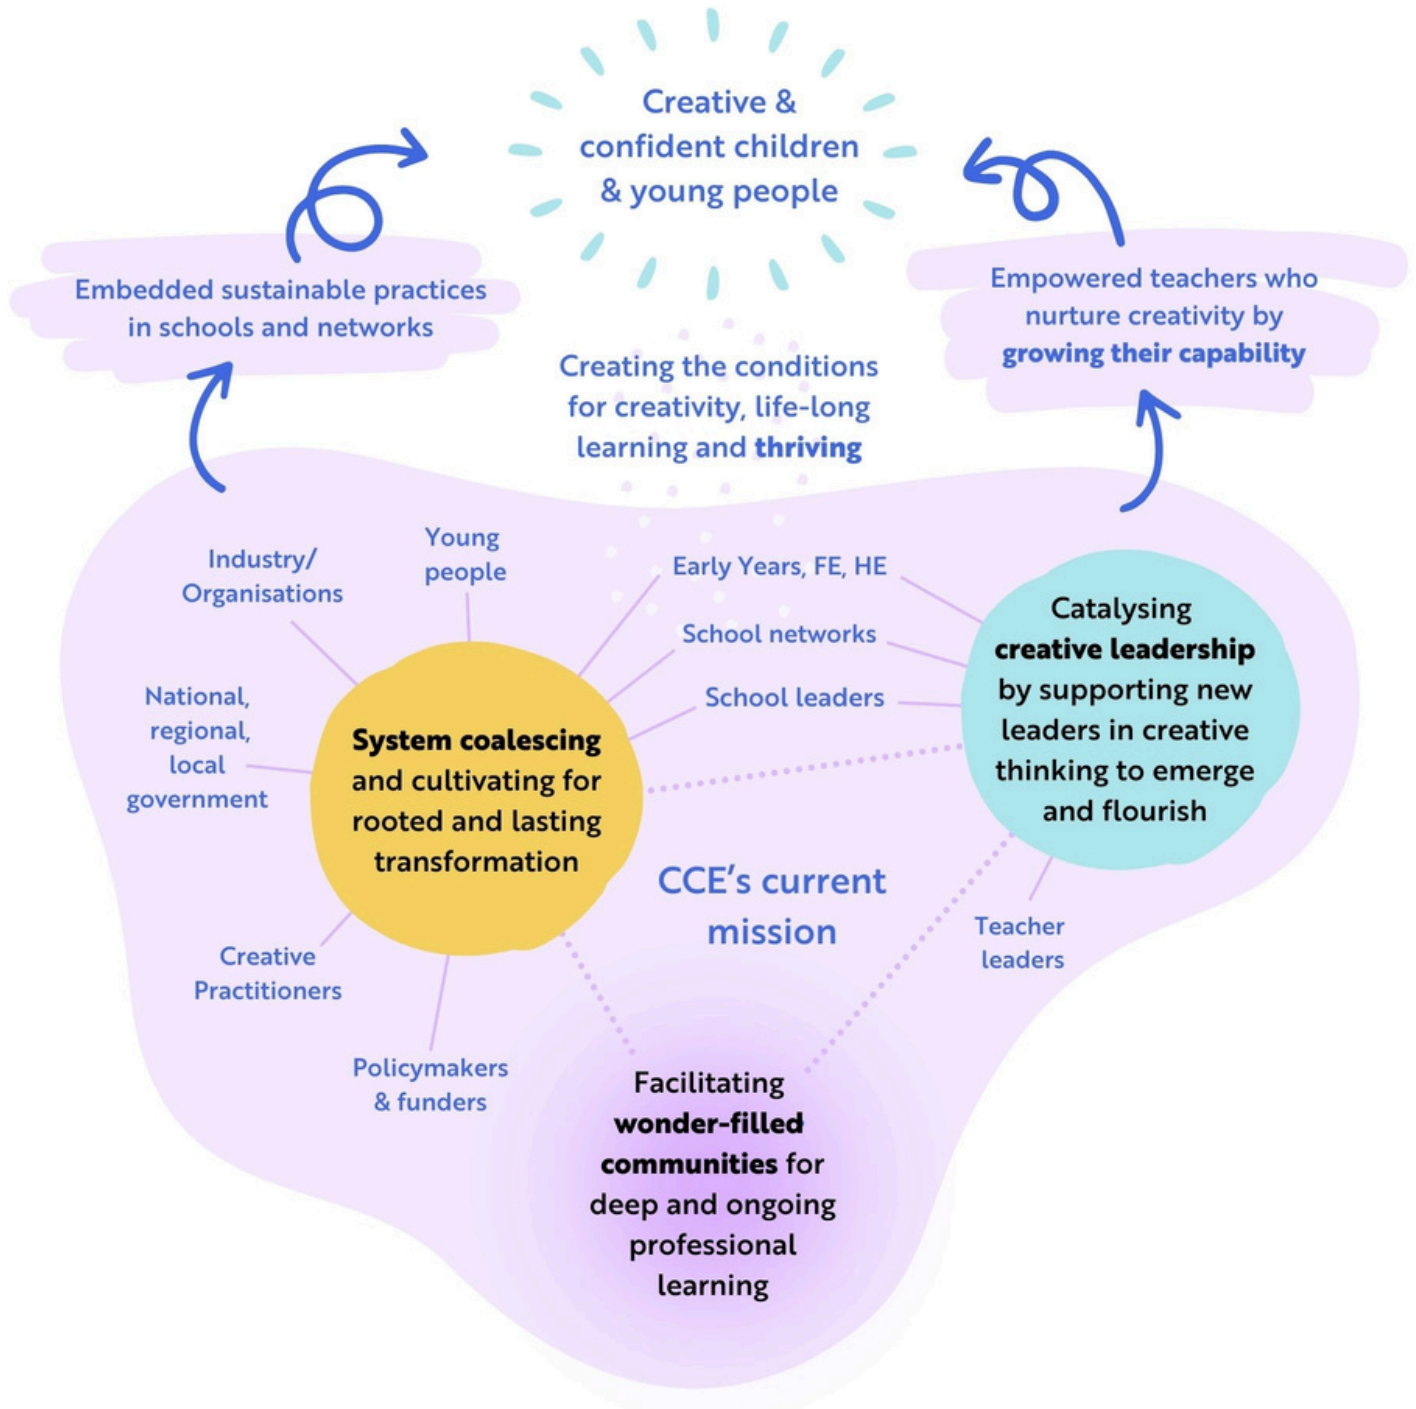 Creative &
confident children
& young people
Embedded sustainable practices
in schools and networks
Empowered teachers who
nurture creativity by
growing their capability
Creating the conditions
for creativity, life-long
learning and thriving
Industry/
Organisations
Young
people
Early Years, FE, HE
School networks
School leaders
National,
regional,
local
government
System coalescing
and cultivating for
rooted and lasting
transformation
Catalysing
creative leadership
by supporting new
leaders in creative
thinking to emerge
and flourish
CCE's current
mission
Teacher
leaders
Creative
Practitioners
Policymakers
& funders
Facilitating
wonder-filled
communities for
deep and ongoing
professional
learning